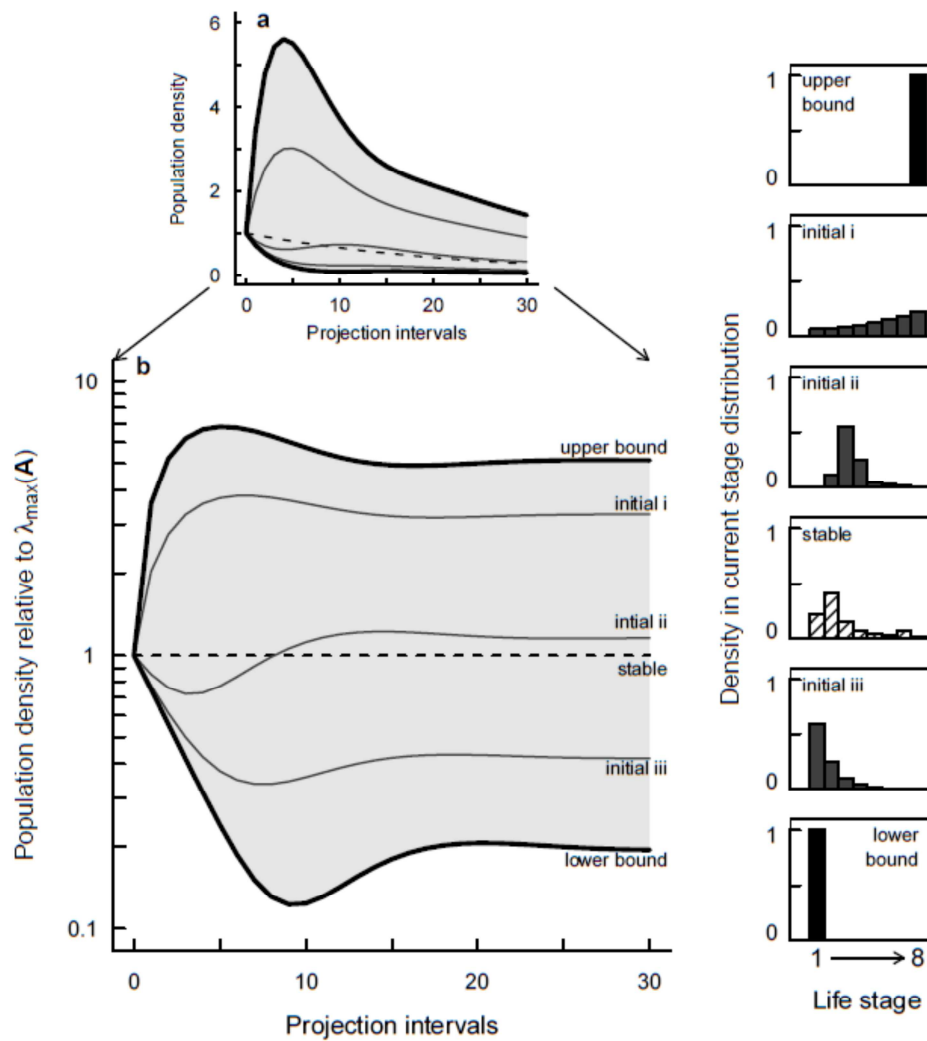 a
6
4
2
0
Population density
0 10 20 30
Projection intervals
b
10
1
0.1
Population density relative to λmax(A)
upper bound
initial i
intial ii
stable
initial iii
lower bound
0 10 20 30
Projection intervals
Density in current stage distribution
1
upper
bound
0
1
initial i
0
1
initial ii
0
1
stable
0
1
initial iii
0
1
lower
bound
0
1 → 8
Life stage